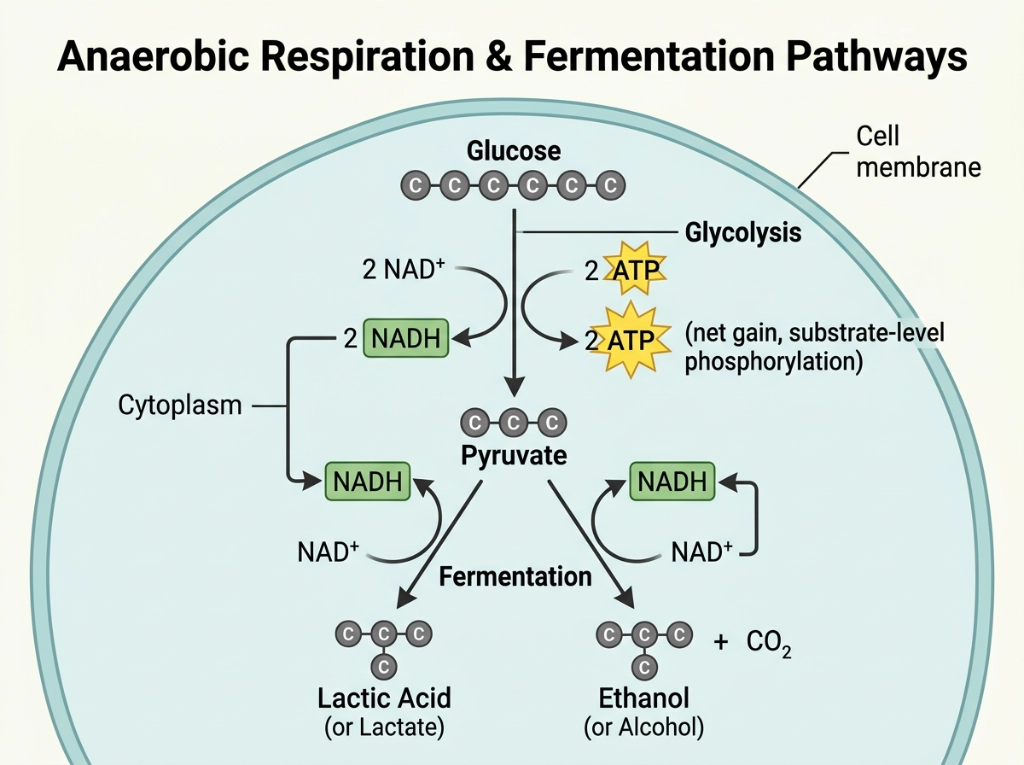 Anaerobic Respiration & Fermentation Pathways
Cell
membrane
Glucose
C C C C C C
Glycolysis
2 NAD⁺
2 ATP
2 NADH
2 ATP
(net gain, substrate-level
phosphorylation)
Cytoplasm
C C C
Pyruvate
NADH
NADH
NAD⁺
NAD⁺
Fermentation
C C C
C
Lactic Acid
(or Lactate)
C C C
C
+ CO₂
Ethanol
(or Alcohol)